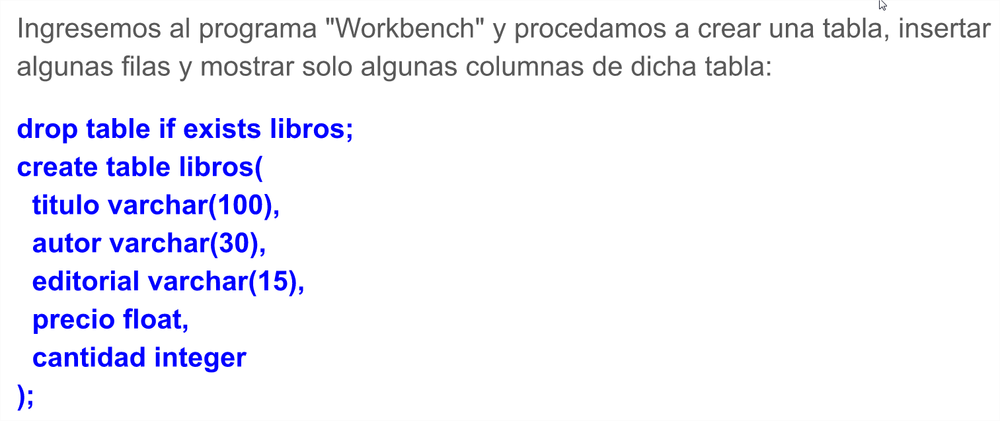 Ingresemos al programa "Workbench" y procedamos a crear una tabla, insertar
algunas filas y mostrar solo algunas columnas de dicha tabla:
drop table if exists libros;
create table libros(
titulo varchar(100),
autor varchar(30),
editorial varchar(15),
precio float,
cantidad integer
);